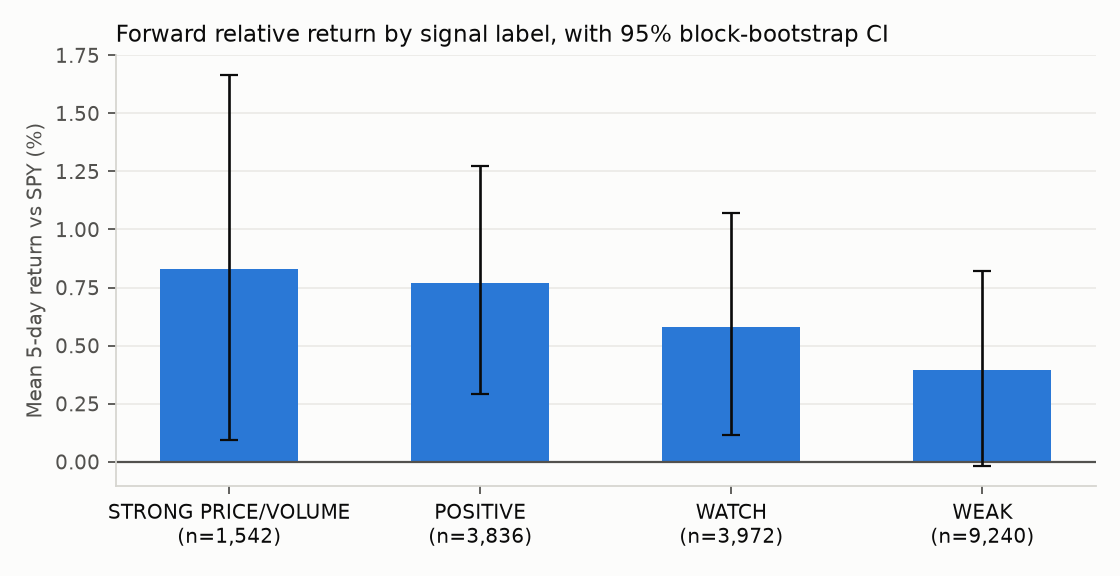 Forward relative return by signal label, with 95% block-bootstrap CI
Mean 5-day return vs SPY (%)
1.75
1.50
1.25
1.00
0.75
0.50
0.25
0.00
STRONG PRICE/VOLUME
(n=1,542)
POSITIVE
(n=3,836)
WATCH
(n=3,972)
WEAK
(n=9,240)